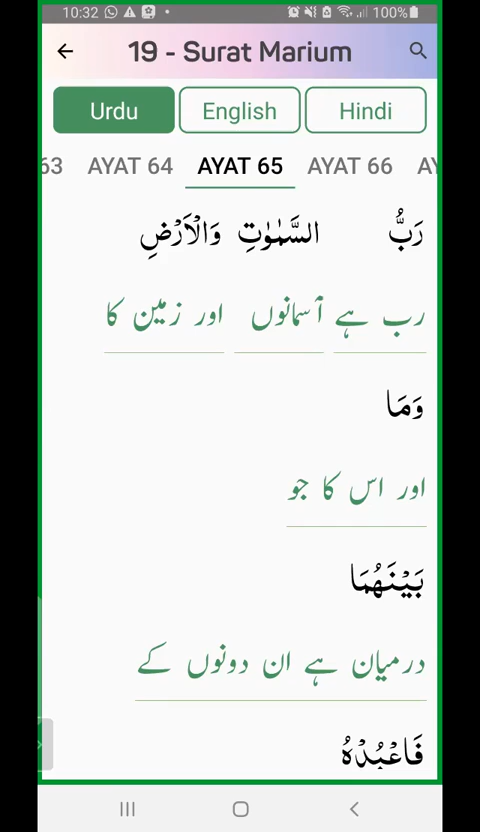 10:32 100%
19 - Surat Marium
Urdu English Hindi
63 AYAT 64 AYAT 65 AYAT 66 AY
رَبُّ السَّمٰوٰتِ وَالْاَرْضِ
رب ہے آسمانوں اور زمین کا
وَمَا
اور اس کا جو
بَيْنَهُمَا
درمیان ہے ان دونوں کے
فَاعْبُدْهُ